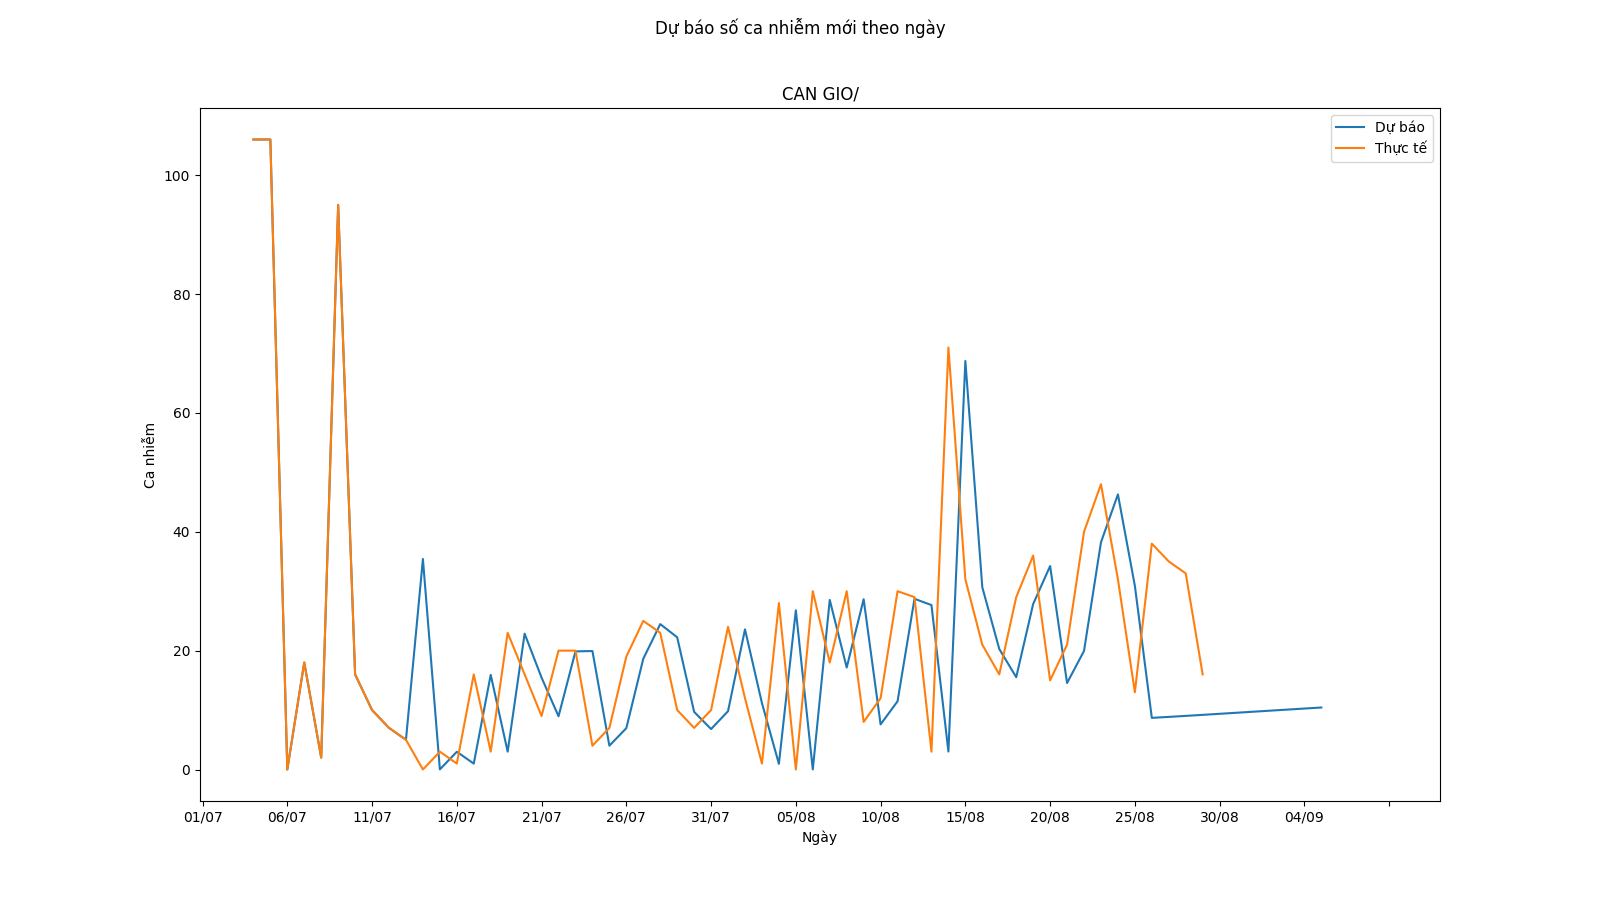 Dự báo số ca nhiễm mới theo ngày
CAN GIO/
Dự báo
Thực tế
100
80
60
40
20
0
Ca nhiễm
01/07 06/07 11/07 16/07 21/07 26/07 31/07 05/08 10/08 15/08 20/08 25/08 30/08 04/09
Ngày